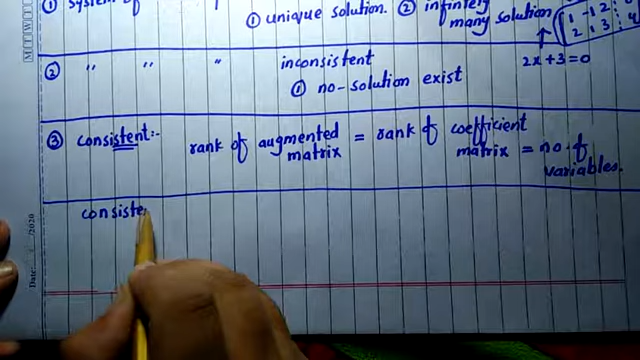 ① system of
① unique solution. ② infinitely
many solution
1 -1 2 : 0
2 1 3 : 4
② " " " inconsistent
2x + 3 = 0
① no-solution exist
③ consistent:- rank of augmented = rank of coefficient
matrix matrix = no. of
variables.
consiste
Date: / /2020